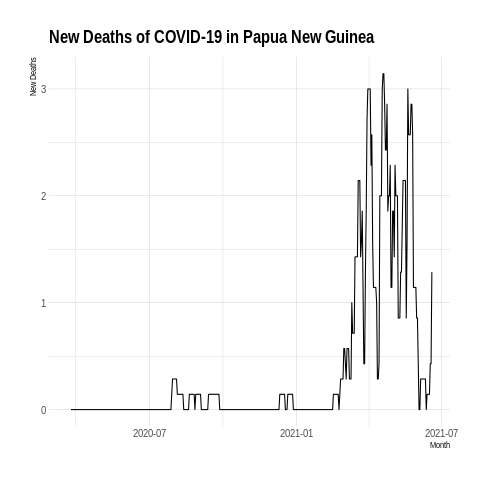 New Deaths of COVID-19 in Papua New Guinea
New Deaths
3
2
1
0
2020-07
2021-01
2021-07
Month